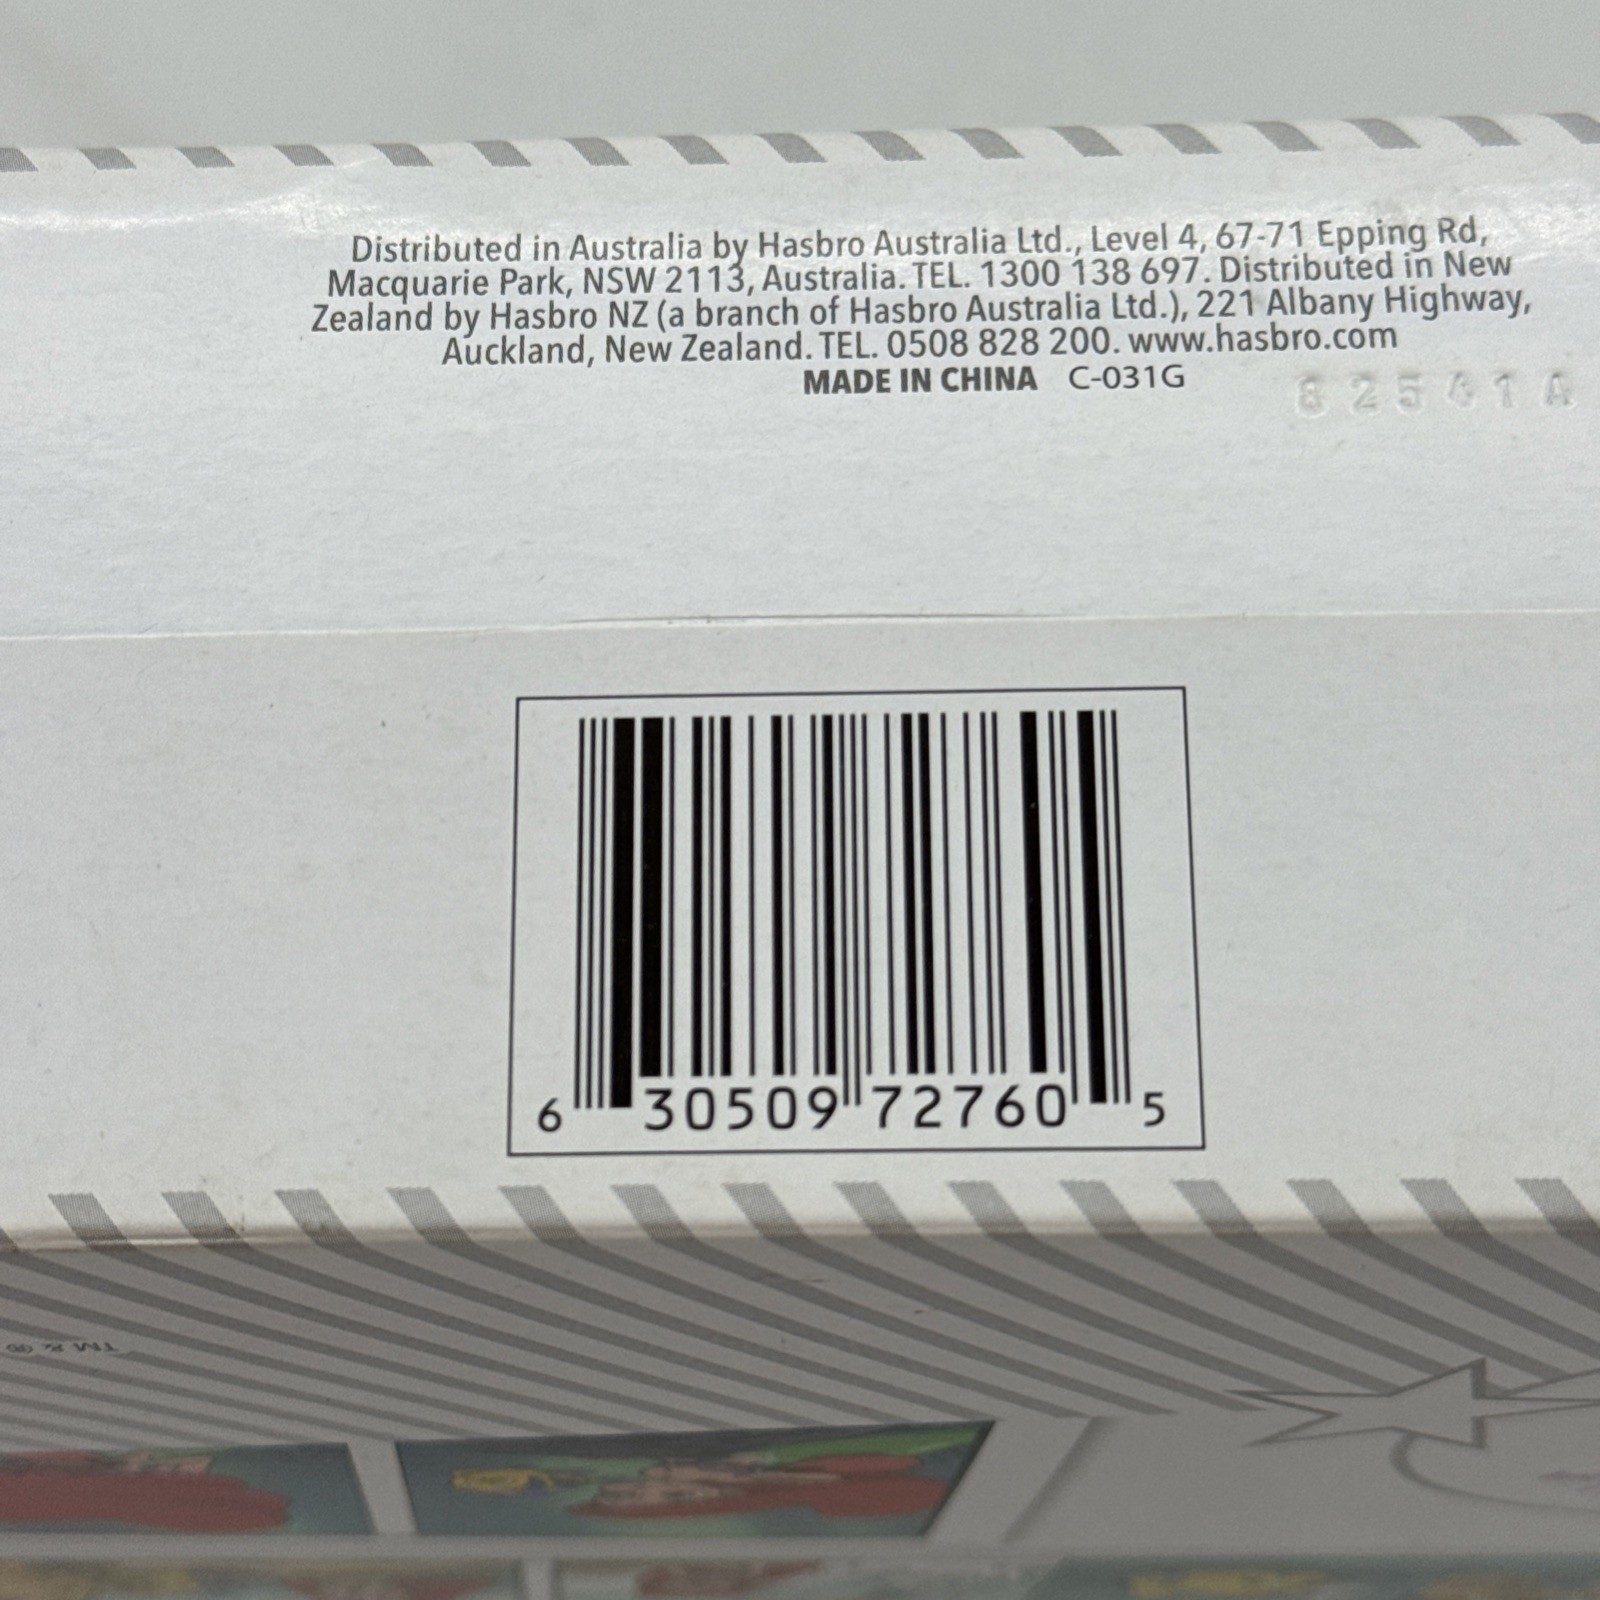 Distributed in Australia by Hasbro Australia Ltd., Level 4, 67-71 Epping Rd,
Macquarie Park, NSW 2113, Australia. TEL. 1300 138 697. Distributed in New
Zealand by Hasbro NZ (a branch of Hasbro Australia Ltd.), 221 Albany Highway,
Auckland, New Zealand. TEL. 0508 828 200. www.hasbro.com
MADE IN CHINA C-031G
82541A
6 30509 72760 5
TM & ®